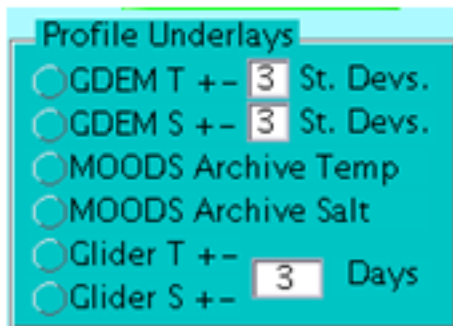 Profile Underlays
GDEM T +- 3 St. Devs.
GDEM S +- 3 St. Devs.
MOODS Archive Temp
MOODS Archive Salt
Glider T +-
3 Days
Glider S +-